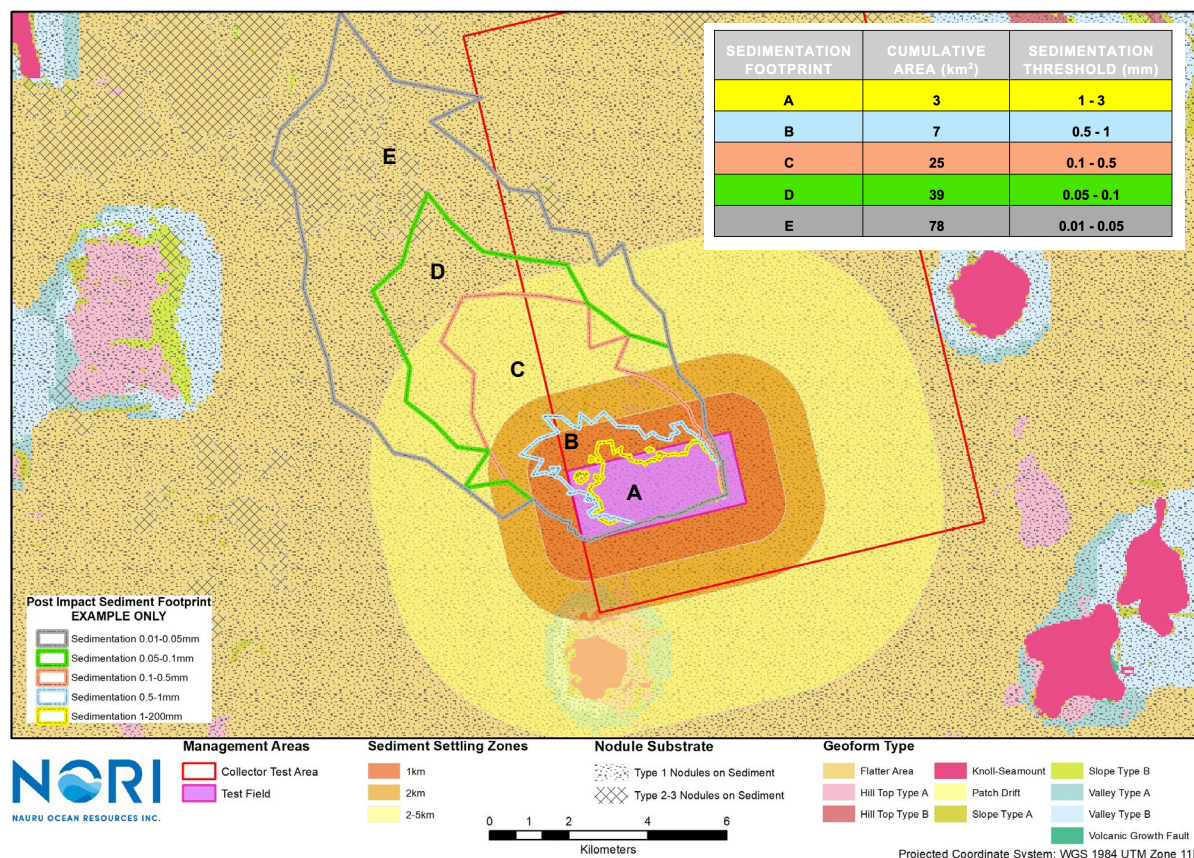 SEDIMENTATION FOOTPRINT CUMULATIVE AREA (km²) SEDIMENTATION THRESHOLD (mm)
A 3 1 - 3
B 7 0.5 - 1
C 25 0.1 - 0.5
D 39 0.05 - 0.1
E 78 0.01 - 0.05
E
D
C
B
A
Post Impact Sediment Footprint
EXAMPLE ONLY
Sedimentation 0.01-0.05mm
Sedimentation 0.05-0.1mm
Sedimentation 0.1-0.5mm
Sedimentation 0.5-1mm
Sedimentation 1-200mm
NORI
NAURU OCEAN RESOURCES INC.
Management Areas
Collector Test Area
Test Field
Sediment Settling Zones
1km
2km
2-5km
Nodule Substrate
Type 1 Nodules on Sediment
Type 2-3 Nodules on Sediment
Geoform Type
Flatter Area
Hill Top Type A
Hill Top Type B
Knoll-Seamount
Patch Drift
Slope Type A
Slope Type B
Valley Type A
Valley Type B
Volcanic Growth Fault
0 1 2 4 6
Kilometers
Projected Coordinate System: WGS 1984 UTM Zone 11